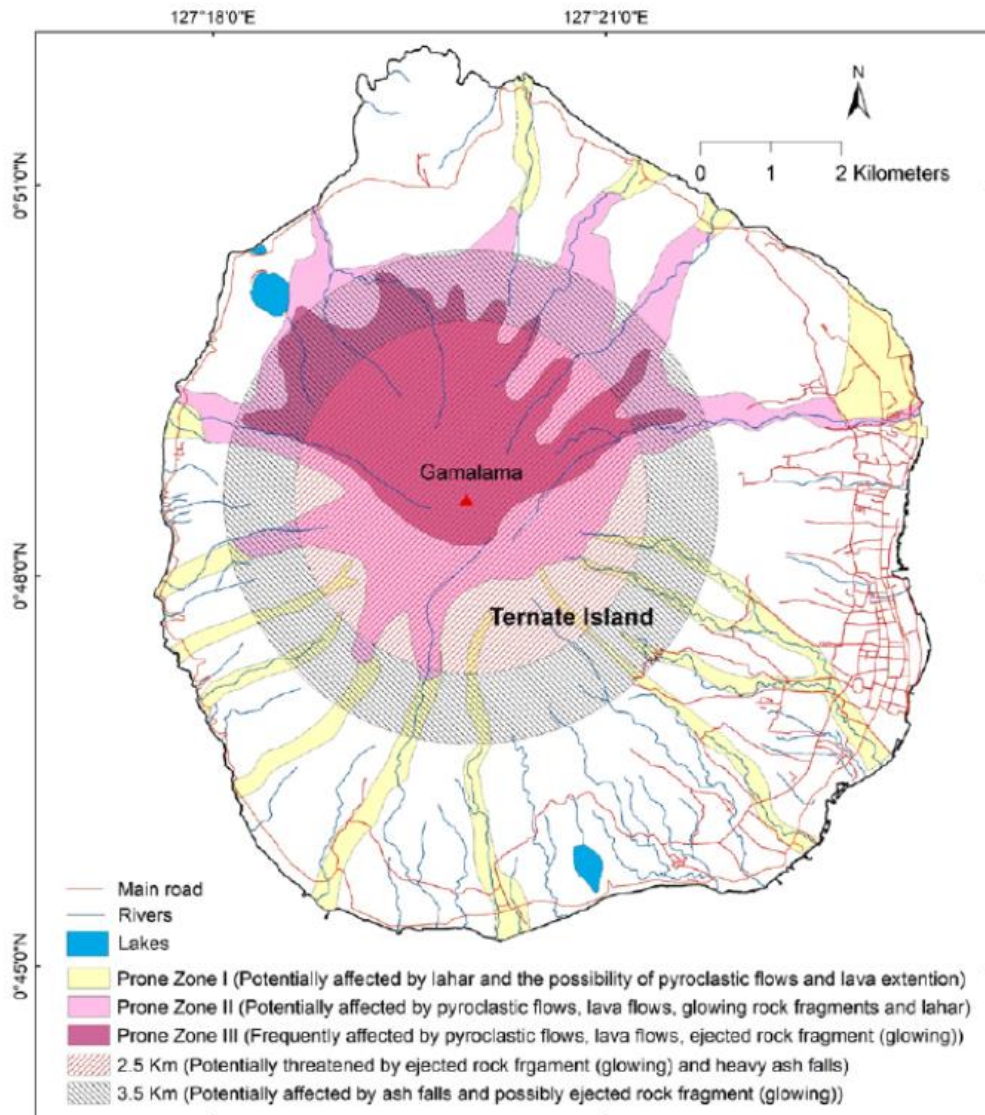 127°18'0"E
127°21'0"E
N
0 1 2 Kilometers
0°51'0"N
Gamalama
0°48'0"N
Ternate Island
0°45'0"N
Main road
Rivers
Lakes
Prone Zone I (Potentially affected by lahar and the possibility of pyroclastic flows and lava extention)
Prone Zone II (Potentially affected by pyroclastic flows, lava flows, glowing rock fragments and lahar)
Prone Zone III (Frequently affected by pyroclastic flows, lava flows, ejected rock fragment (glowing))
2.5 Km (Potentially threatened by ejected rock frgament (glowing) and heavy ash falls)
3.5 Km (Potentially affected by ash falls and possibly ejected rock fragment (glowing))